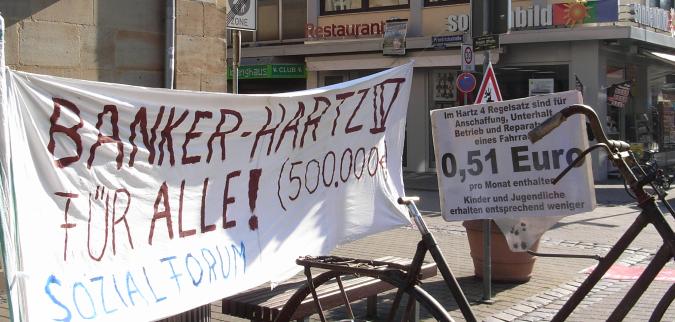 BANKER-HARTZ IV
FÜR ALLE! (500.000€
SOZIALFORUM
Im Hartz 4 Regelsatz sind für
Anschaffung, Unterhalt
Betrieb und Reparatur
eines Fahrra
0,51 Euro
pro Monat enthalten
Kinder und Jugendliche
erhalten entsprechend weniger
ZONE
Restaurant
V. CLUB